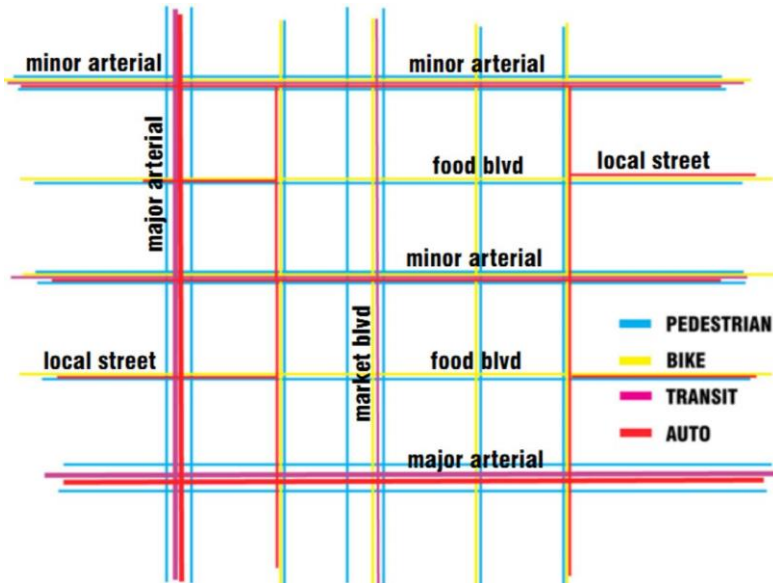 minor arterial
minor arterial
major arterial
food blvd
local street
minor arterial
market blvd
local street
food blvd
major arterial
PEDESTRIAN
BIKE
TRANSIT
AUTO